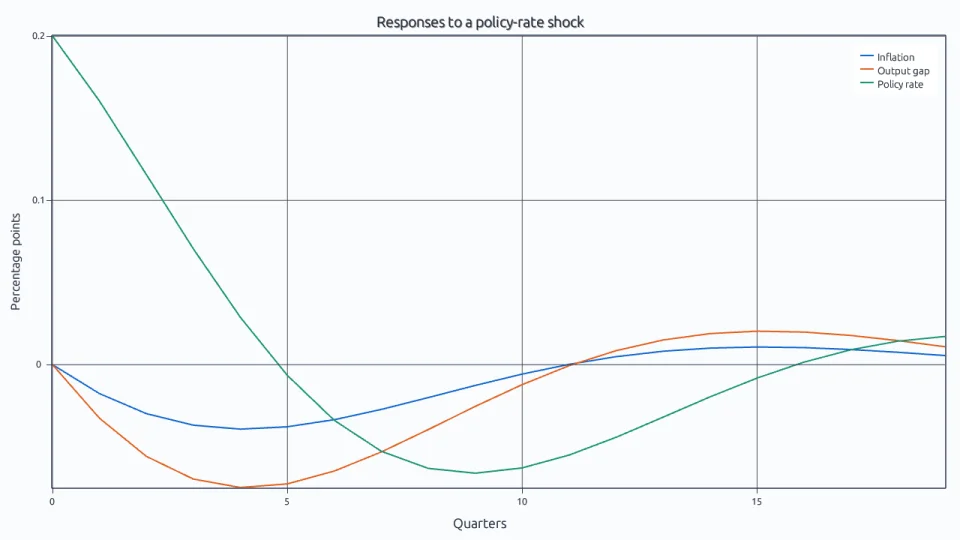 Responses to a policy-rate shock
Inflation
Output gap
Policy rate
0.2
0.1
0
Percentage points
0
5
10
15
Quarters